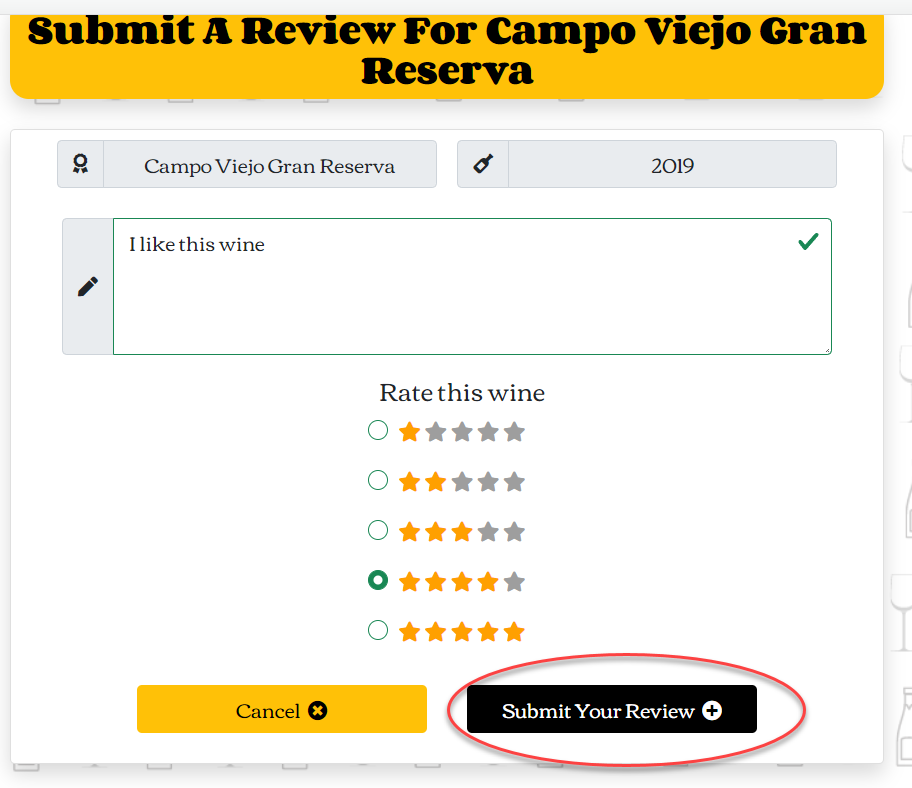 Submit A Review For Campo Viejo Gran
Reserva
Campo Viejo Gran Reserva
2019
I like this wine
Rate this wine
Cancel
Submit Your Review